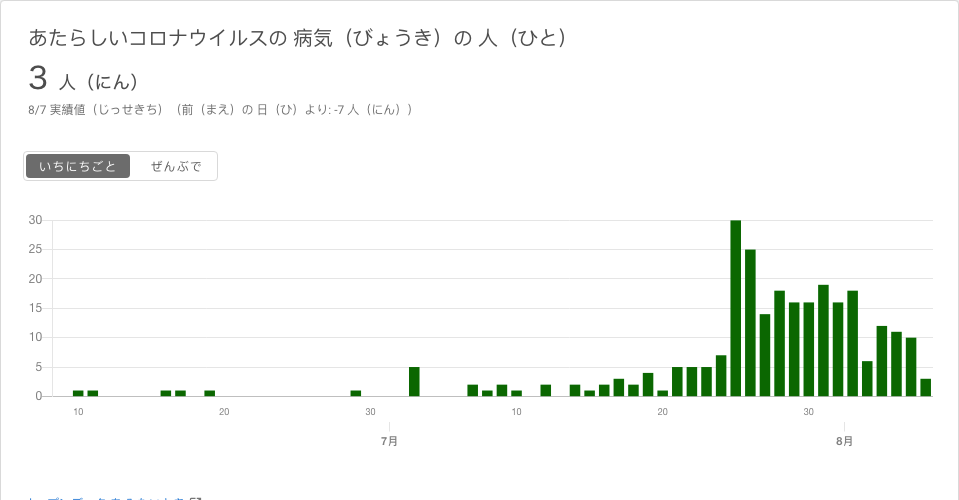 あたらしいコロナウイルスの 病気（びょうき）の 人（ひと）
3 人（にん）
8/7 実績値（じっせきち）（前（まえ）の 日（ひ）より: -7 人（にん））
いちにちごと ぜんぶで
30
25
20
15
10
5
0
10 20 30 10 20 30
7月 8月